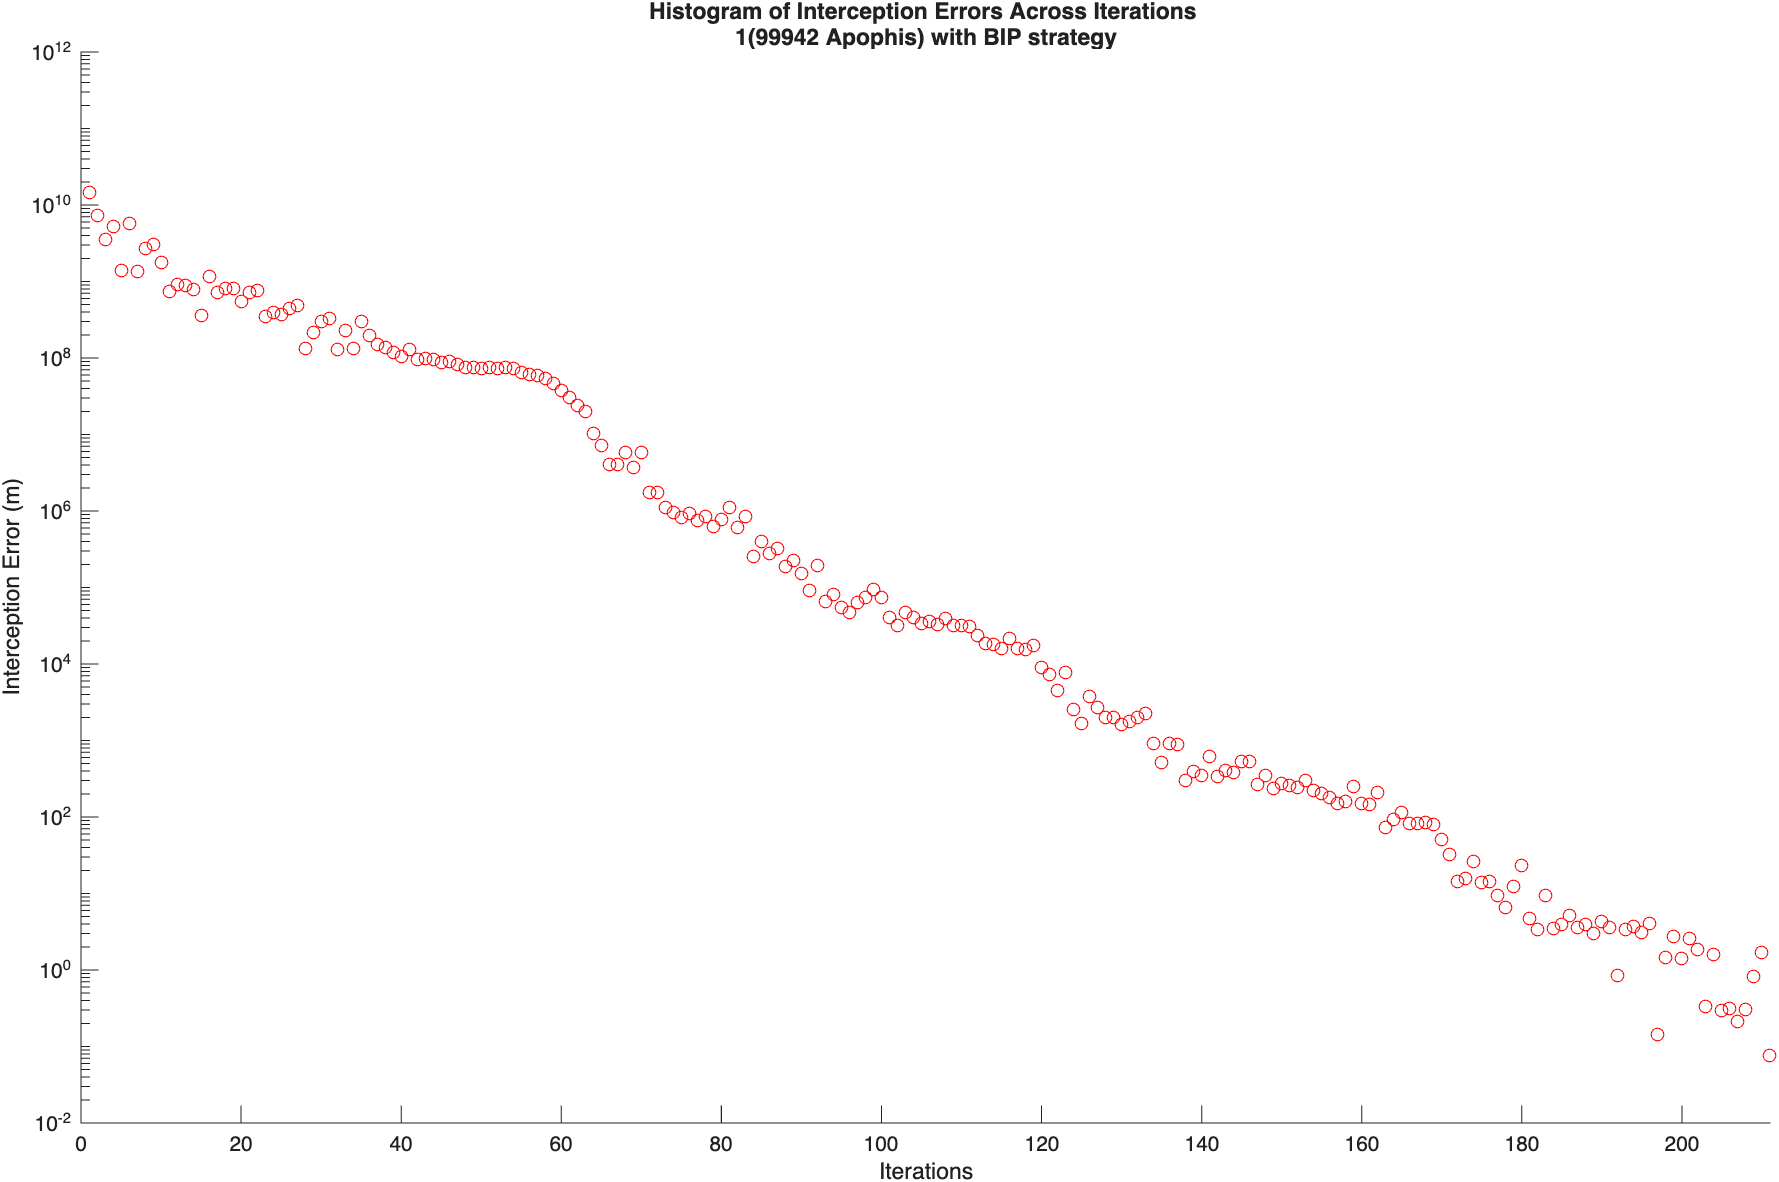 Histogram of Interception Errors Across Iterations
1(99942 Apophis) with BIP strategy
10^12
10^10
10^8
10^6
10^4
10^2
10^0
10^-2
Interception Error (m)
0 20 40 60 80 100 120 140 160 180 200
Iterations